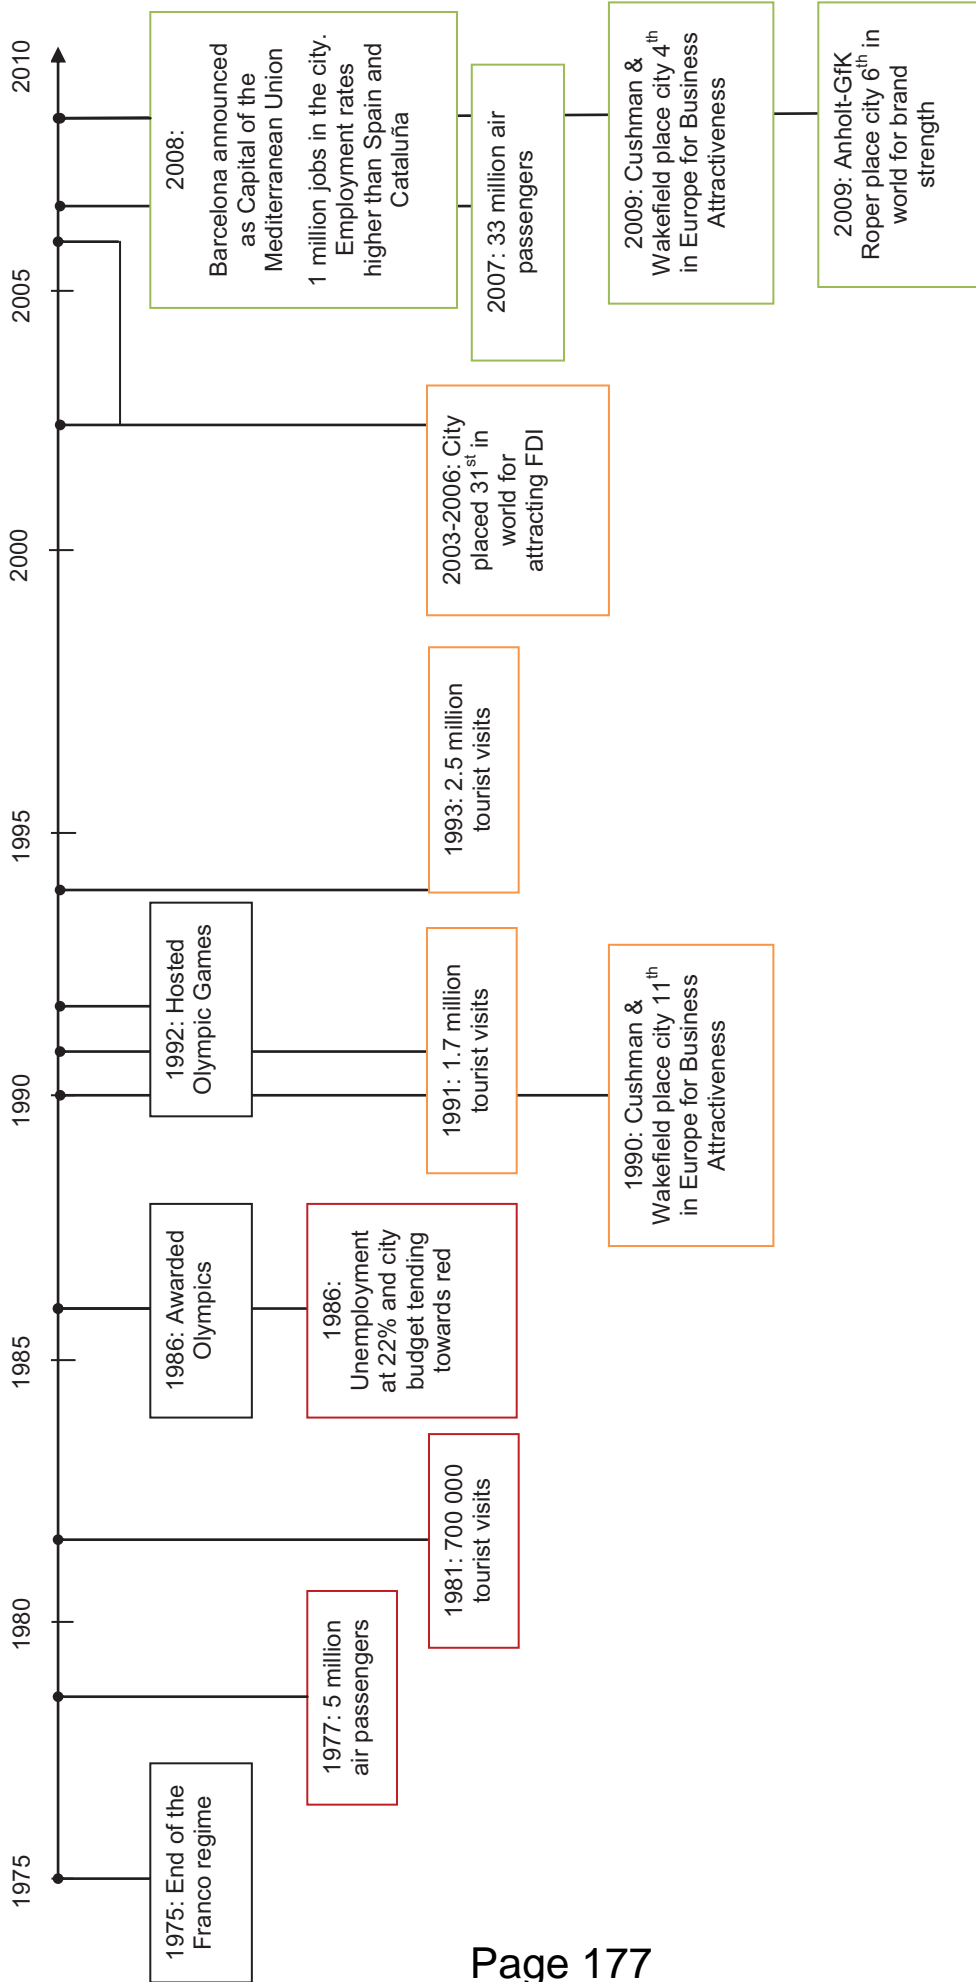 1975
1980
1985
1990
1995
2000
2005
2010
1975: End of the
Franco regime
1977: 5 million
air passengers
1981: 700 000
tourist visits
1986: Awarded
Olympics
1986:
Unemployment
at 22% and city
budget tending
towards red
1992: Hosted
Olympic Games
1991: 1.7 million
tourist visits
1990: Cushman &
Wakefield place city 11th
in Europe for Business
Attractiveness
1993: 2.5 million
tourist visits
2003-2006: City
placed 31st in
world for
attracting FDI
2008:
Barcelona announced
as Capital of the
Mediterranean Union
1 million jobs in the city.
Employment rates
higher than Spain and
Cataluña
2007: 33 million air
passengers
2009: Cushman &
Wakefield place city 4th
in Europe for Business
Attractiveness
2009: Anholt-GfK
Roper place city 6th in
world for brand
strength
Page 177